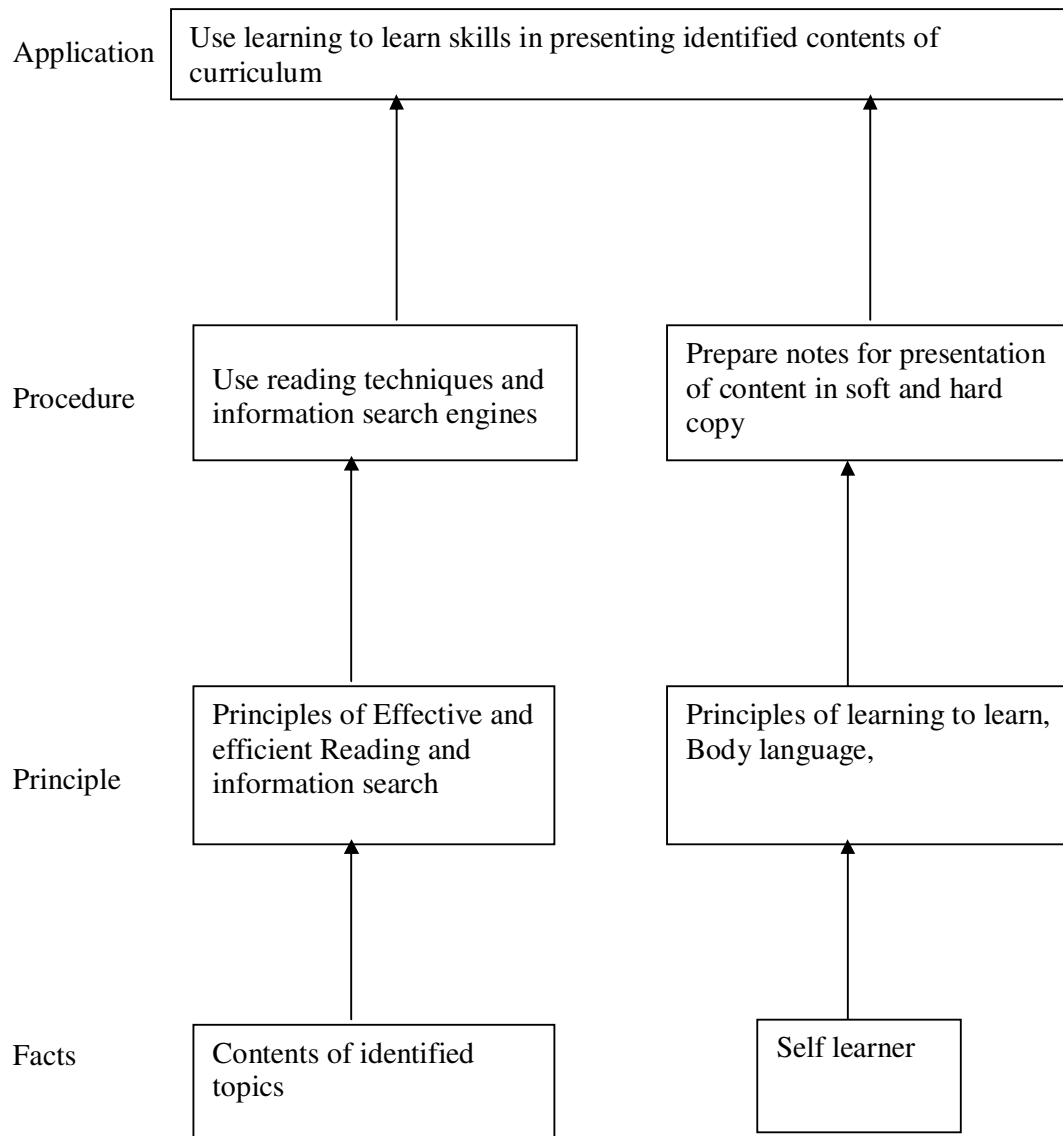 Application
Use learning to learn skills in presenting identified contents of
curriculum
Procedure
Use reading techniques and
information search engines
Prepare notes for presentation
of content in soft and hard
copy
Principle
Principles of Effective and
efficient Reading and
information search
Principles of learning to learn,
Body language,
Facts
Contents of identified
topics
Self learner